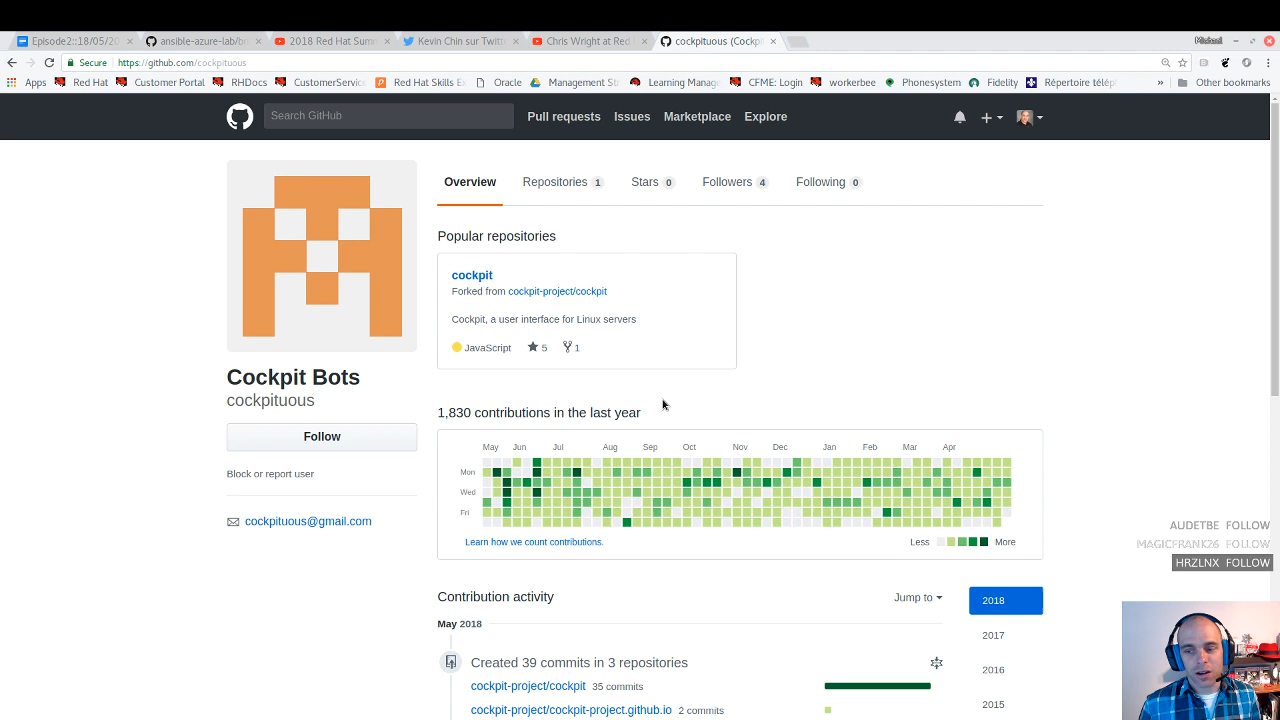 Episode2::18/05/20
ansible-azure-lab/bo
2018 Red Hat Summ
Kevin Chin sur Twitte
Chris Wright at Red
cockpituous (Cockpit
Michael
Secure https://github.com/cockpituous
Apps Red Hat Customer Portal RHDocs CustomerService Red Hat Skills Ex Oracle Management St Learning Manage CFME: Login workerbee Phonesystem Fidelity Répertoire télép » Other bookmarks
Search GitHub Pull requests Issues Marketplace Explore
Overview Repositories 1 Stars 0 Followers 4 Following 0
Popular repositories
cockpit
Forked from cockpit-project/cockpit
Cockpit, a user interface for Linux servers
JavaScript 5 1
Cockpit Bots
cockpituous
Follow
Block or report user
cockpituous@gmail.com
1,830 contributions in the last year
May Jun Jul Aug Sep Oct Nov Dec Jan Feb Mar Apr
Mon
Wed
Fri
Learn how we count contributions. Less More
AUDETBE FOLLOW
MAGICFRANK26 FOLLOW
HRZLNX FOLLOW
Contribution activity Jump to
2018
2017
2016
2015
May 2018
Created 39 commits in 3 repositories
cockpit-project/cockpit 35 commits
cockpit-project/cockpit-project.github.io 2 commits